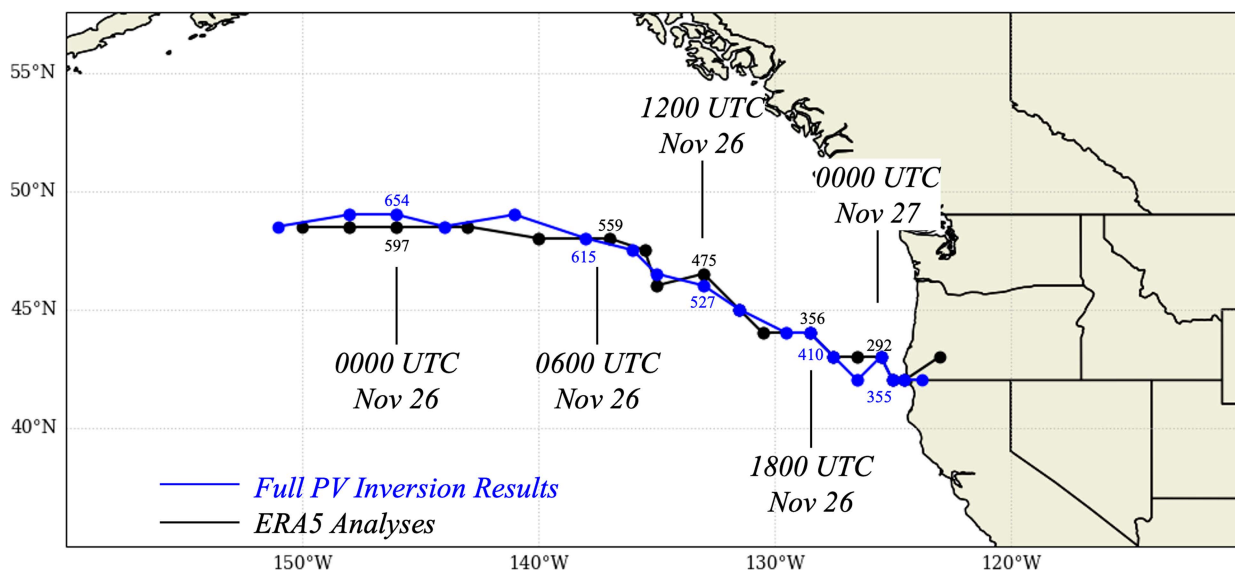 55°N
1200 UTC
Nov 26
50°N
0000 UTC
Nov 27
654
597
559
615
475
527
45°N
356
410
292
355
0000 UTC
Nov 26
0600 UTC
Nov 26
40°N
1800 UTC
Nov 26
Full PV Inversion Results
ERA5 Analyses
150°W
140°W
130°W
120°W